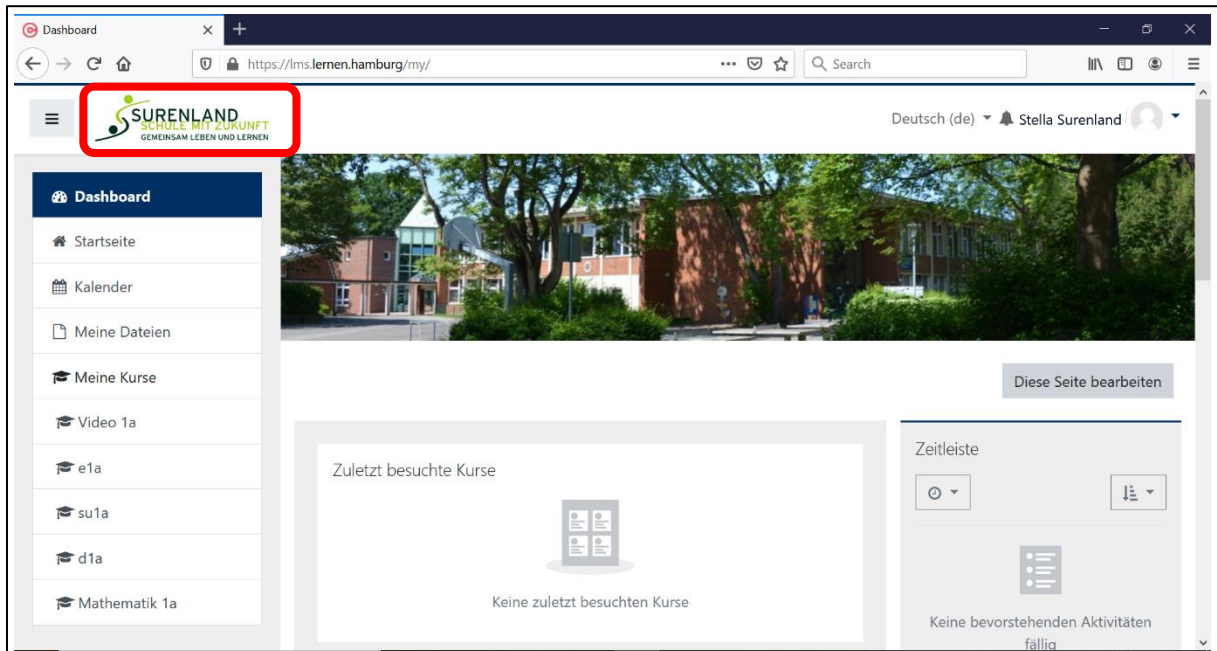 Dashboard
https://lms.lernen.hamburg/my/
Search
SURENLAND
SCHULE MIT ZUKUNFT
GEMEINSAM LEBEN UND LERNEN
Deutsch (de)
Stella Surenland
Dashboard
Startseite
Kalender
Meine Dateien
Meine Kurse
Video 1a
e1a
su1a
d1a
Mathematik 1a
Diese Seite bearbeiten
Zuletzt besuchte Kurse
Keine zuletzt besuchten Kurse
Zeitleiste
Keine bevorstehenden Aktivitäten
fällig